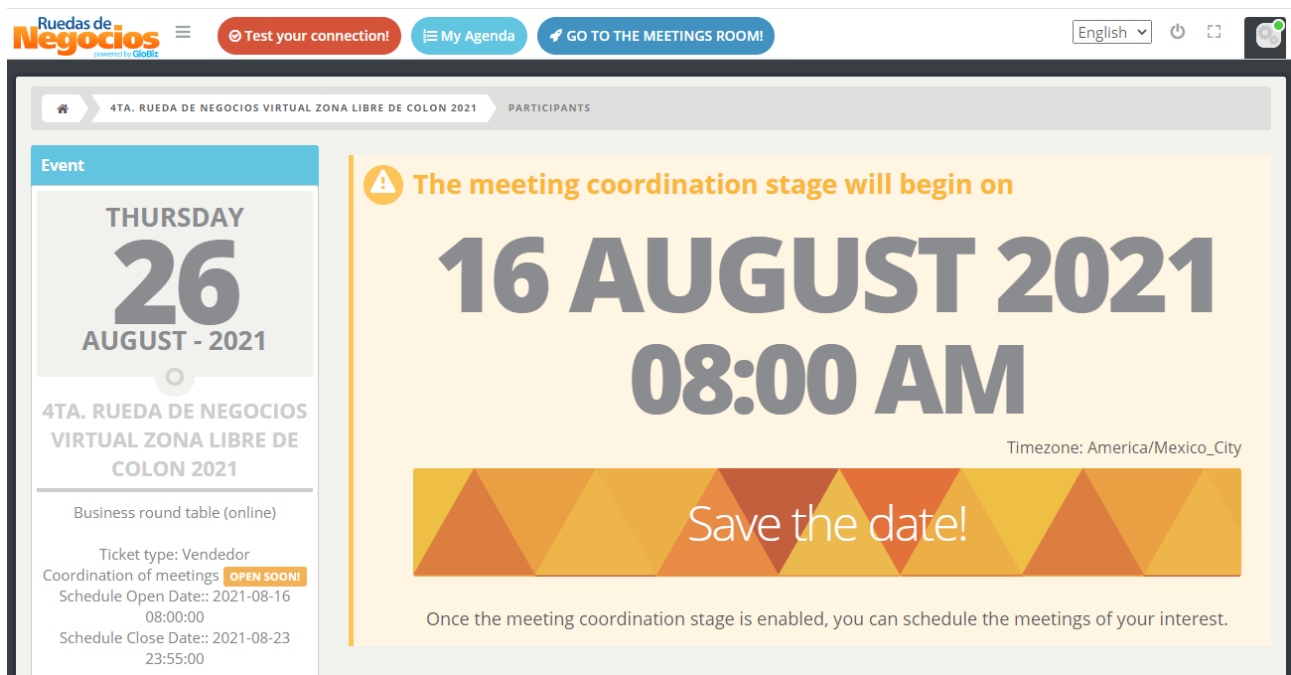 Ruedas de
Negocios
powered by GloBiz
Test your connection!
My Agenda
GO TO THE MEETINGS ROOM!
English
4TA. RUEDA DE NEGOCIOS VIRTUAL ZONA LIBRE DE COLON 2021
PARTICIPANTS
Event
THURSDAY
26
AUGUST - 2021
4TA. RUEDA DE NEGOCIOS
VIRTUAL ZONA LIBRE DE
COLON 2021
Business round table (online)
Ticket type: Vendedor
Coordination of meetings OPEN SOON!
Schedule Open Date:: 2021-08-16
08:00:00
Schedule Close Date:: 2021-08-23
23:55:00
The meeting coordination stage will begin on
16 AUGUST 2021
08:00 AM
Timezone: America/Mexico_City
Save the date!
Once the meeting coordination stage is enabled, you can schedule the meetings of your interest.